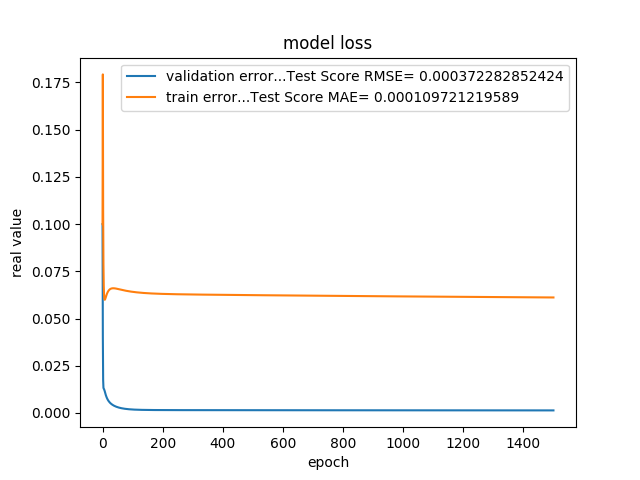 model loss
validation error...Test Score RMSE= 0.000372282852424
train error...Test Score MAE= 0.000109721219589
0.175
0.150
0.125
0.100
0.075
0.050
0.025
0.000
real value
0 200 400 600 800 1000 1200 1400
epoch